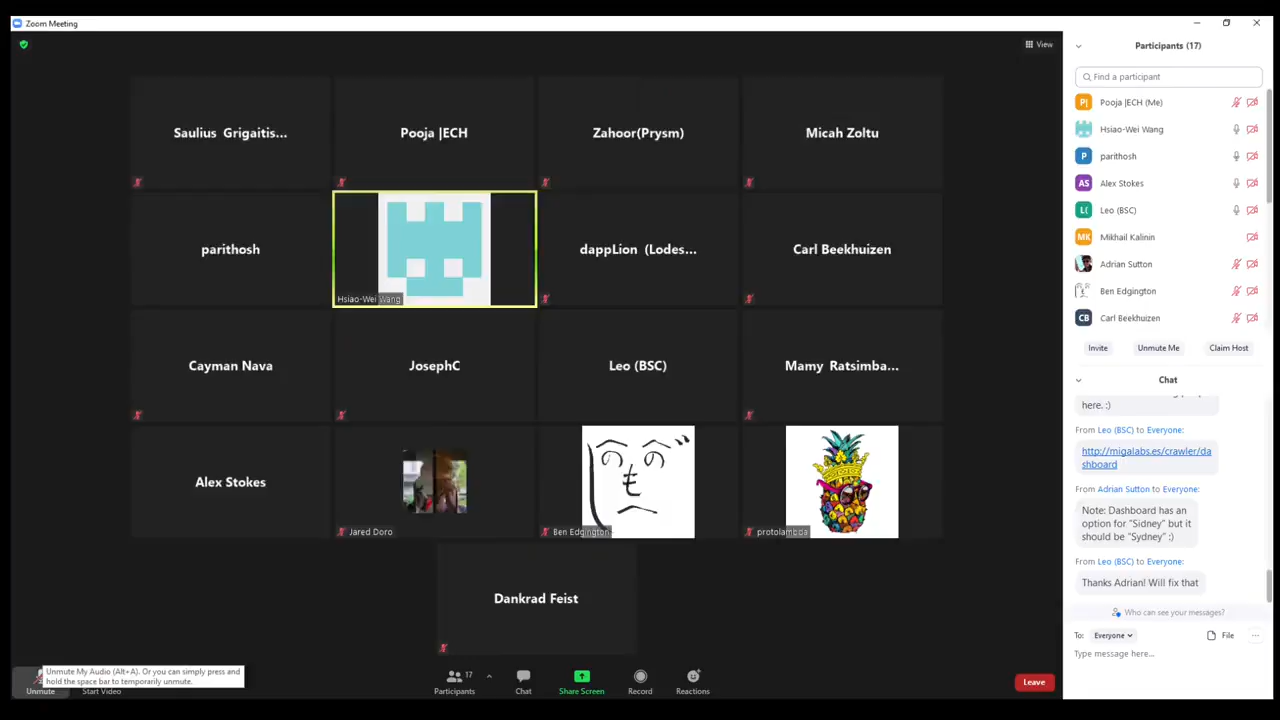 Zoom Meeting
View
Saulius Grigaitis...
Pooja |ECH
Zahoor(Prysm)
Micah Zoltu
parithosh
Hsiao-Wei Wang
dappLion (Lodes...
Carl Beekhuizen
Cayman Nava
JosephC
Leo (BSC)
Mamy Ratsimba...
Alex Stokes
Jared Doro
Ben Edgington
protolambda
Dankrad Feist
Unmute My Audio (Alt+A). Or you can simply press and
hold the space bar to temporarily unmute.
Unmute
Start Video
17
Participants
Chat
Share Screen
Record
Reactions
Leave
Participants (17)
Find a participant
PJ Pooja |ECH (Me)
Hsiao-Wei Wang
P parithosh
AS Alex Stokes
L( Leo (BSC)
MK Mikhail Kalinin
Adrian Sutton
Ben Edgington
CB Carl Beekhuizen
Invite
Unmute Me
Claim Host
Chat
here. :)
From Leo (BSC) to Everyone:
http://migalabs.es/crawler/da
shboard
From Adrian Sutton to Everyone:
Note: Dashboard has an
option for "Sidney" but it
should be "Sydney" :)
From Leo (BSC) to Everyone:
Thanks Adrian! Will fix that
Who can see your messages?
To: Everyone
File
Type message here...